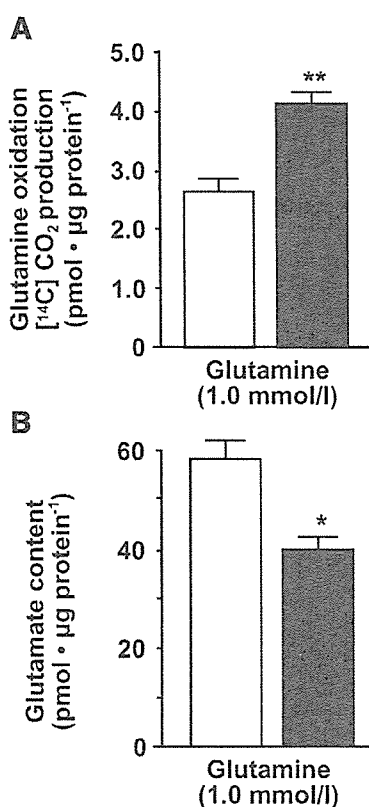 A
Glutamine oxidation
[¹⁴C] CO₂ production
(pmol • µg protein⁻¹)
5.0
4.0
3.0
2.0
1.0
0
**
Glutamine
(1.0 mmol/l)
B
Glutamate content
(pmol • µg protein⁻¹)
60
40
20
0
*
Glutamine
(1.0 mmol/l)